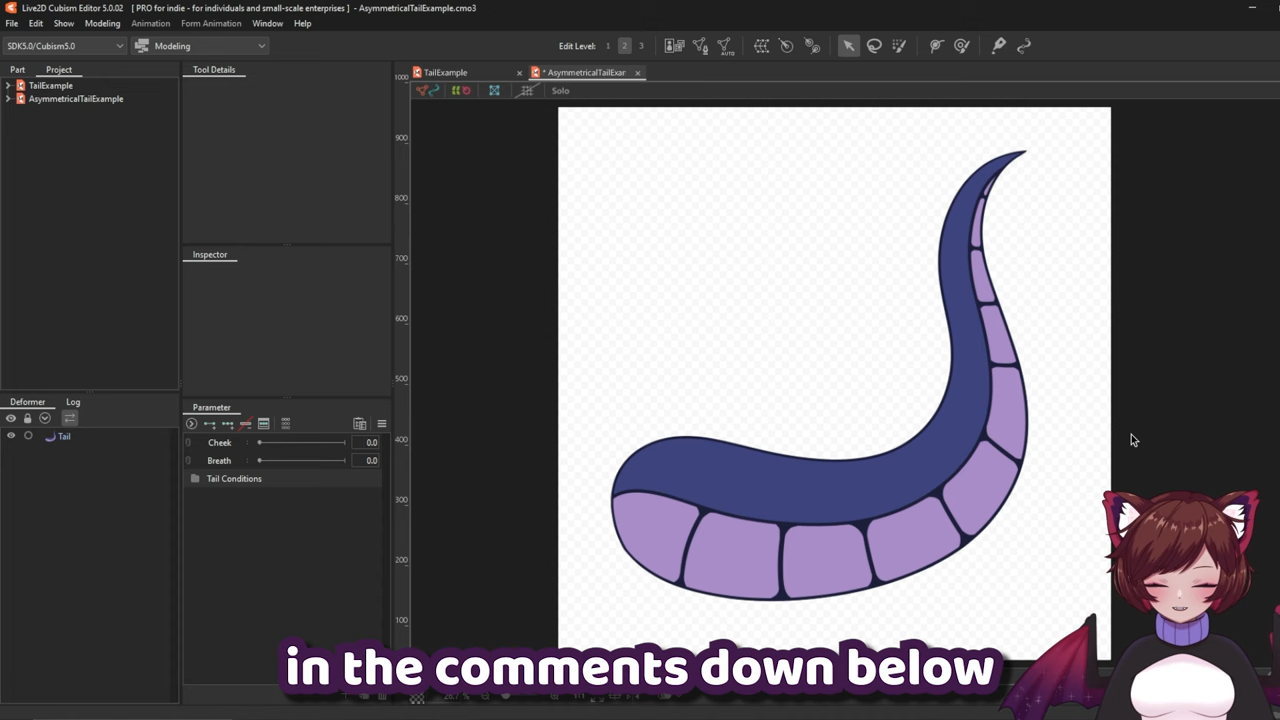 Live2D Cubism Editor 5.0.02 [ PRO for indie - for individuals and small-scale enterprises ] - AsymmetricalTailExample.cmo3
File Edit Show Modeling Animation Form Animation Window Help
SDK5.0/Cubism5.0 Modeling Edit Level: 1 2 3 AUTO
Part Project Tool Details TailExample * AsymmetricalTailExar
TailExample
AsymmetricalTailExample
Solo
1000
900
800
700
600
500
400
300
200
100
Inspector
Deformer Log
Tail
Parameter
Cheek 0.0
Breath 0.0
Tail Conditions
in the comments down below